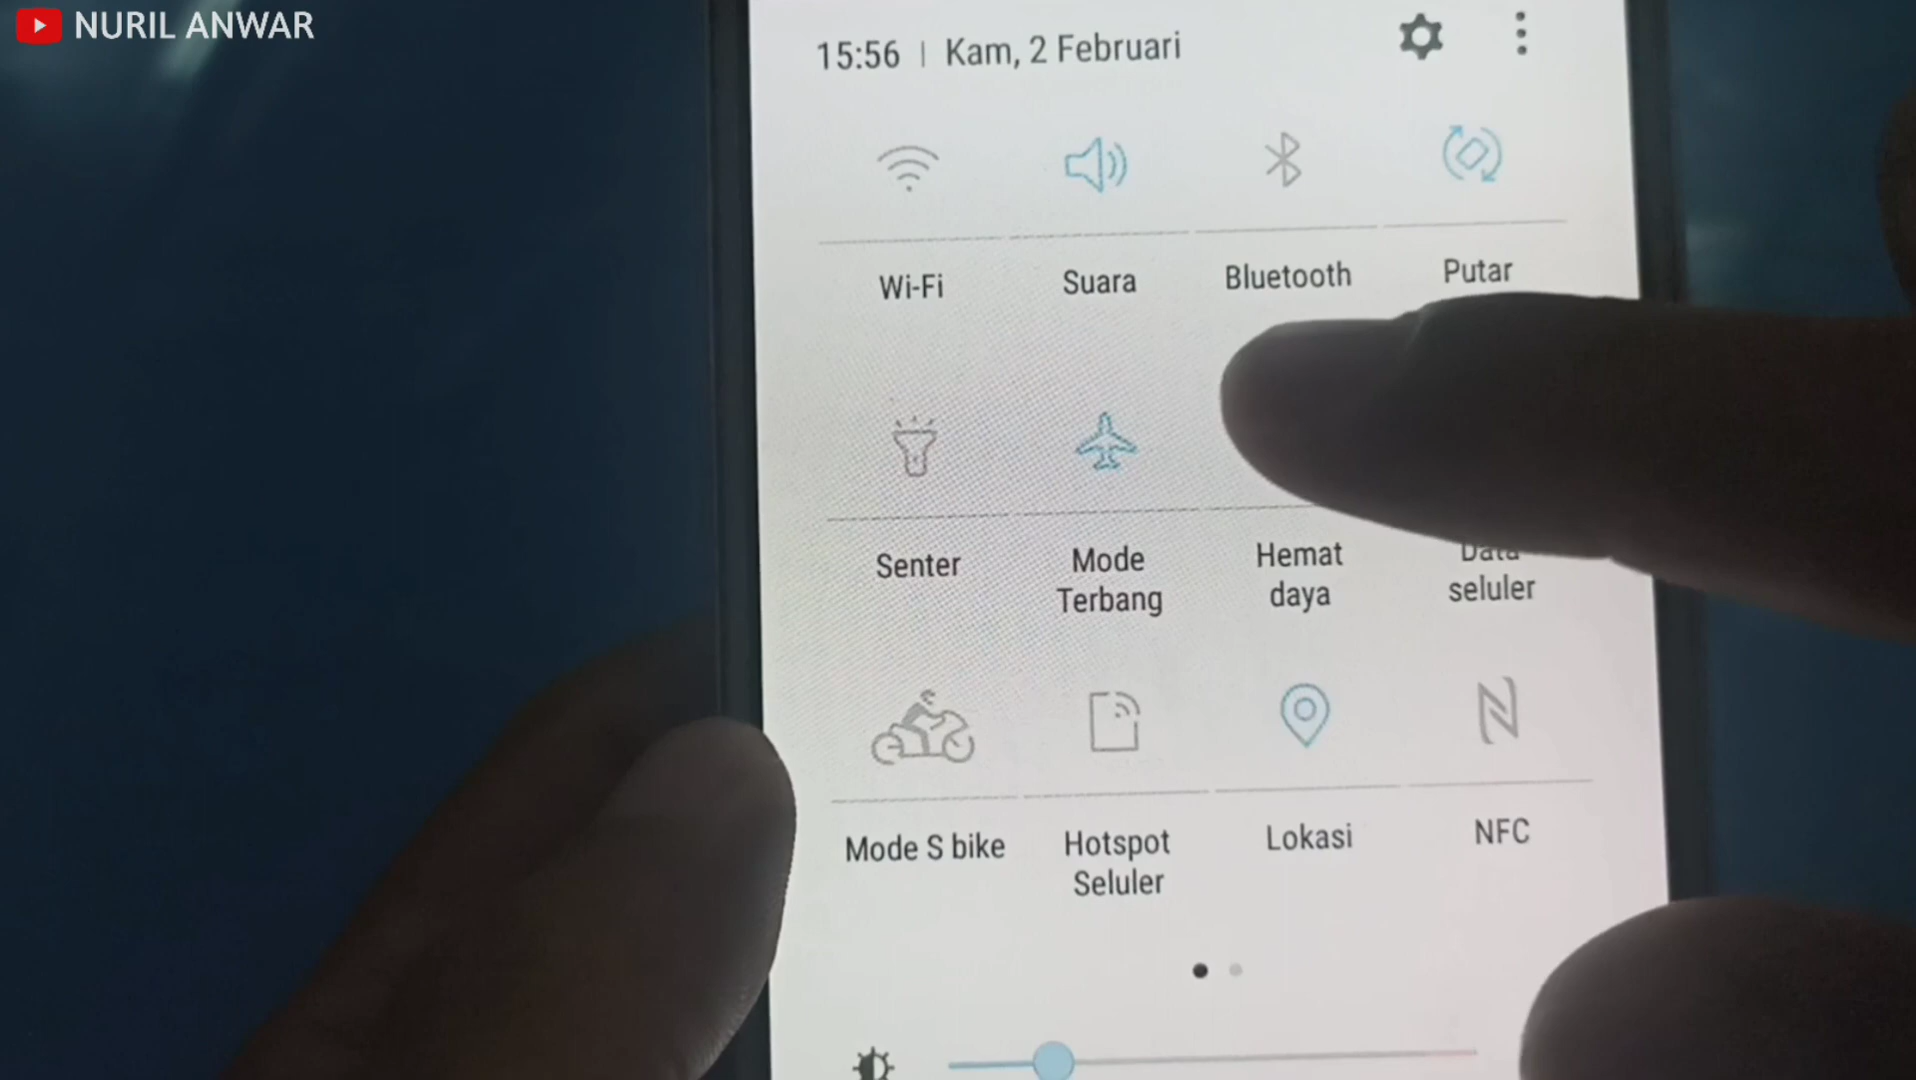 NURIL ANWAR
15:56 | Kam, 2 Februari
Wi-Fi
Suara
Bluetooth
Putar
Senter
Mode
Terbang
Hemat
daya
Data
seluler
Mode S bike
Hotspot
Seluler
Lokasi
NFC